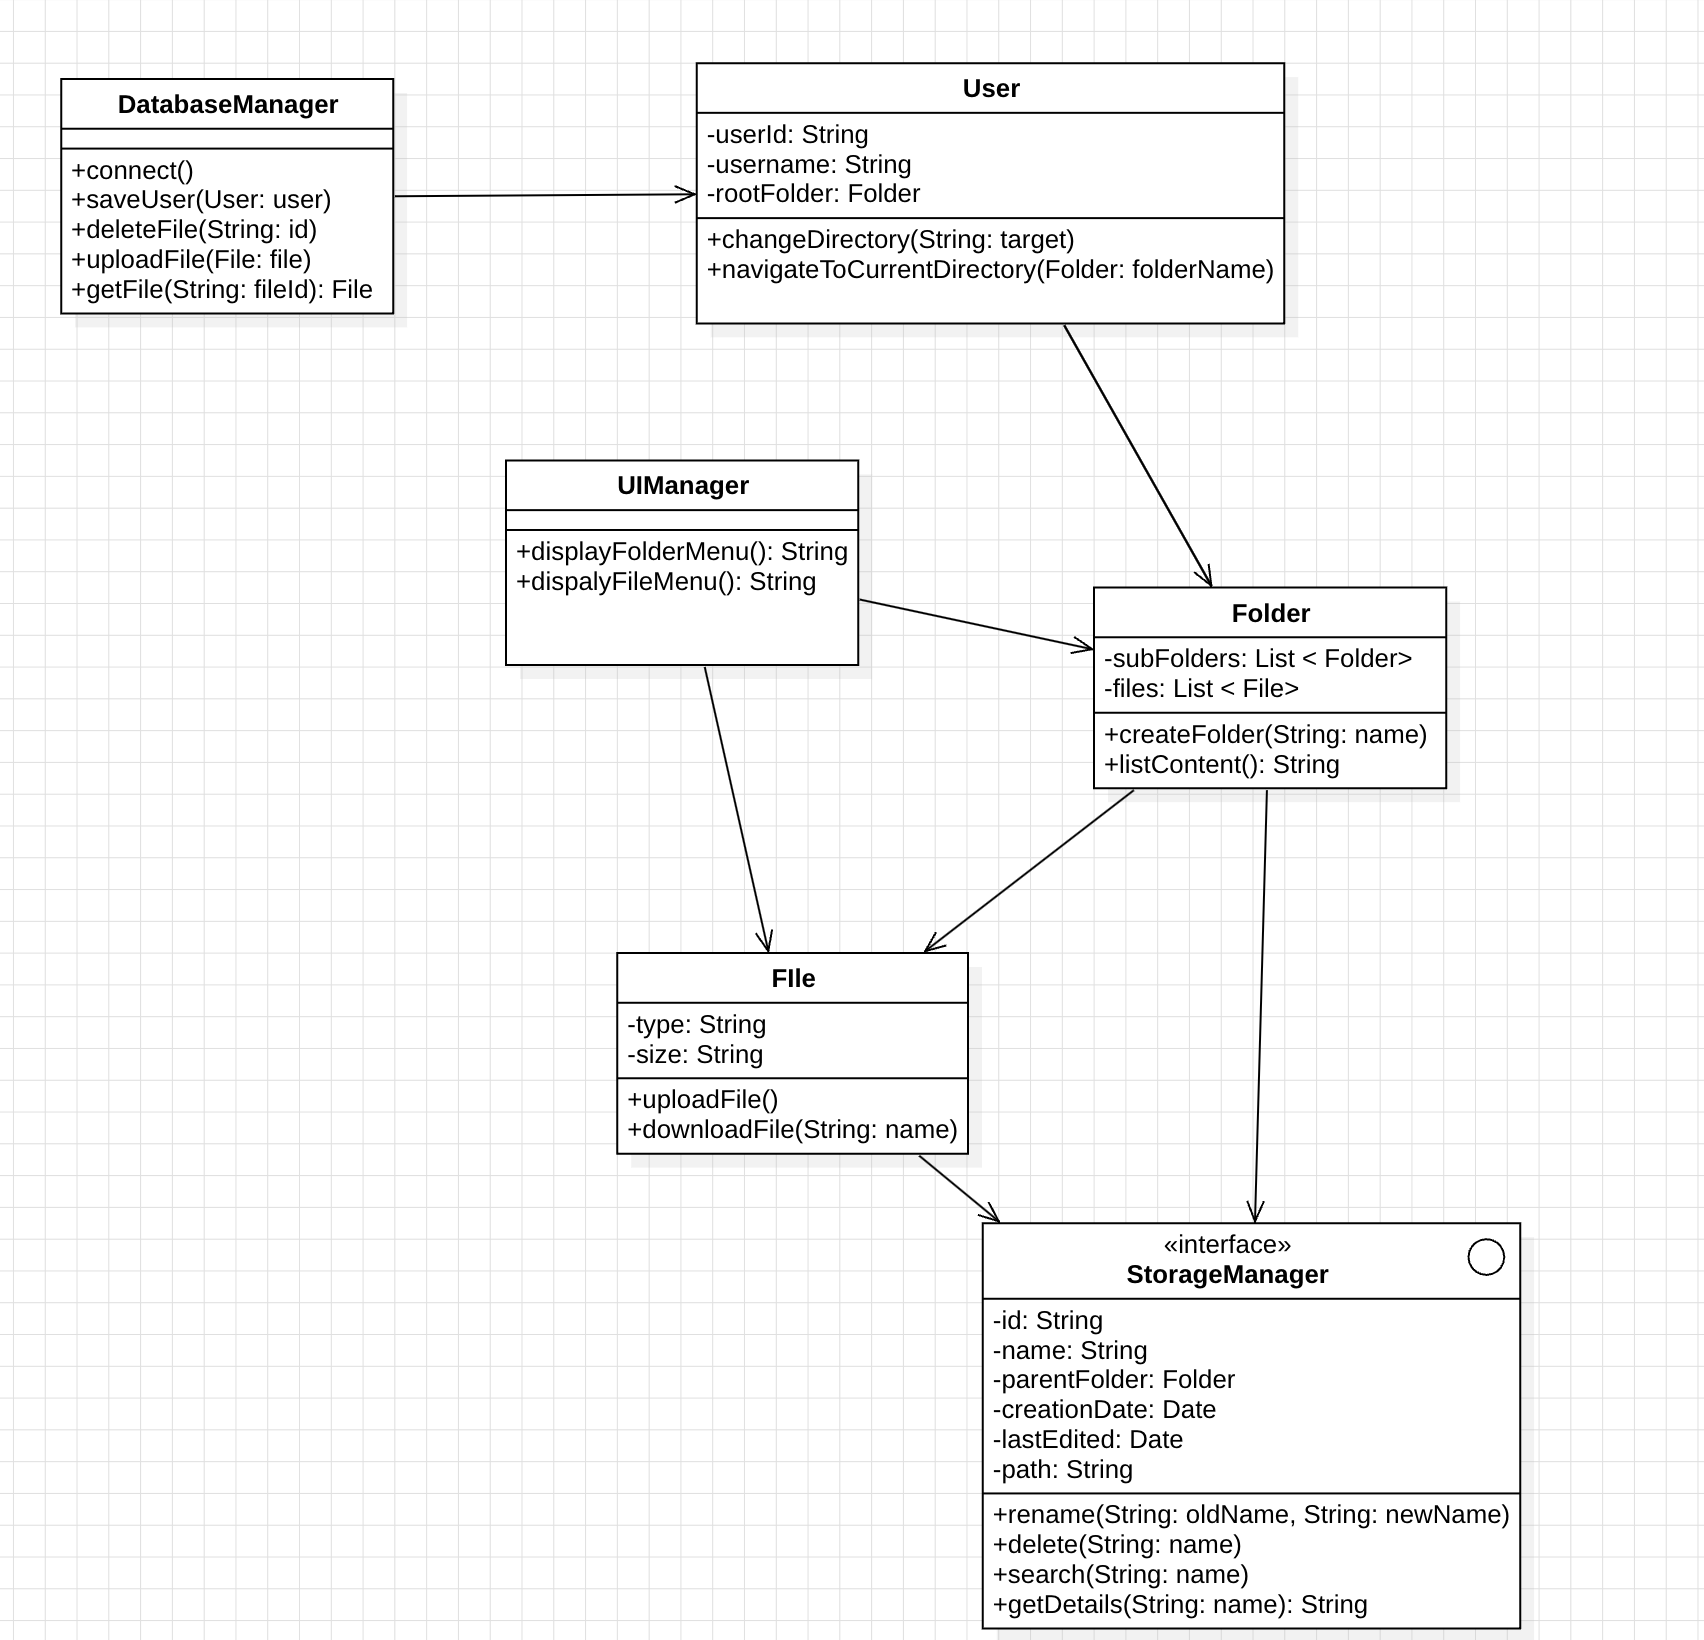 DatabaseManager
+connect()
+saveUser(User: user)
+deleteFile(String: id)
+uploadFile(File: file)
+getFile(String: fileId): File
User
-userId: String
-username: String
-rootFolder: Folder
+changeDirectory(String: target)
+navigateToCurrentDirectory(Folder: folderName)
UIManager
+displayFolderMenu(): String
+dispalyFileMenu(): String
Folder
-subFolders: List < Folder>
-files: List < File>
+createFolder(String: name)
+listContent(): String
FIle
-type: String
-size: String
+uploadFile()
+downloadFile(String: name)
«interface»
StorageManager
-id: String
-name: String
-parentFolder: Folder
-creationDate: Date
-lastEdited: Date
-path: String
+rename(String: oldName, String: newName)
+delete(String: name)
+search(String: name)
+getDetails(String: name): String